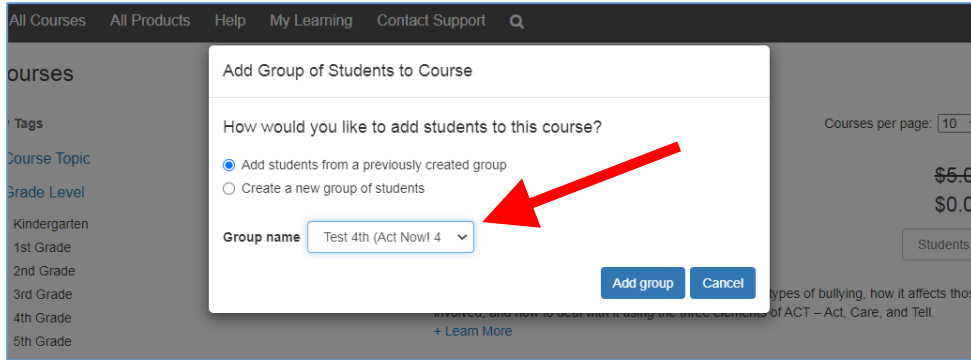 All Courses All Products Help My Learning Contact Support
ourses
Add Group of Students to Course
Tags
How would you like to add students to this course?
Courses per page: 10
Course Topic
Add students from a previously created group
Grade Level
Create a new group of students
$5.0
$0.0
Kindergarten
1st Grade
Group name Test 4th (Act Now! 4
Students
2nd Grade
3rd Grade
Add group Cancel
types of bullying, how it affects thos
4th Grade
involved, and how to deal with it using the three elements of ACT – Act, Care, and Tell.
5th Grade
+ Learn More